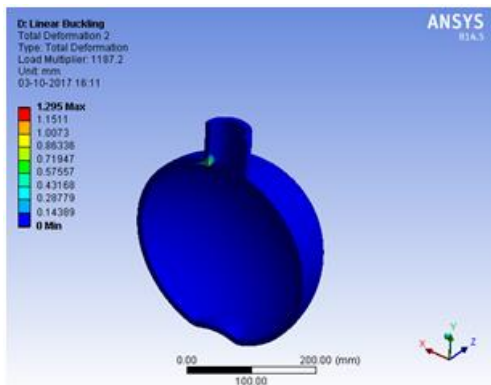 D: Linear Buckling
Total Deformation 2
Type: Total Deformation
Load Multiplier: 1187.2
Unit: mm
03-10-2017 16:11
1.295 Max
1.1511
1.0073
0.86336
0.71947
0.57557
0.43168
0.28779
0.14389
0 Min
ANSYS
R14.5
0.00
200.00 (mm)
100.00
X
Y
Z